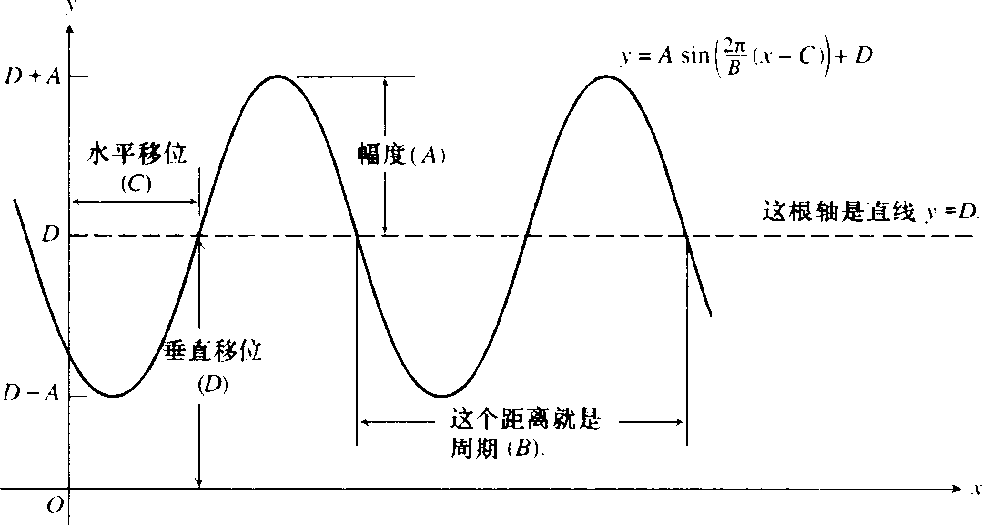 y
y = A sin(2π/B (x − C)) + D
D + A
水平移位
(C)
幅度(A)
这根轴是直线 y = D.
D
垂直移位
(D)
D − A
这个距离就是
周期(B).
O
x